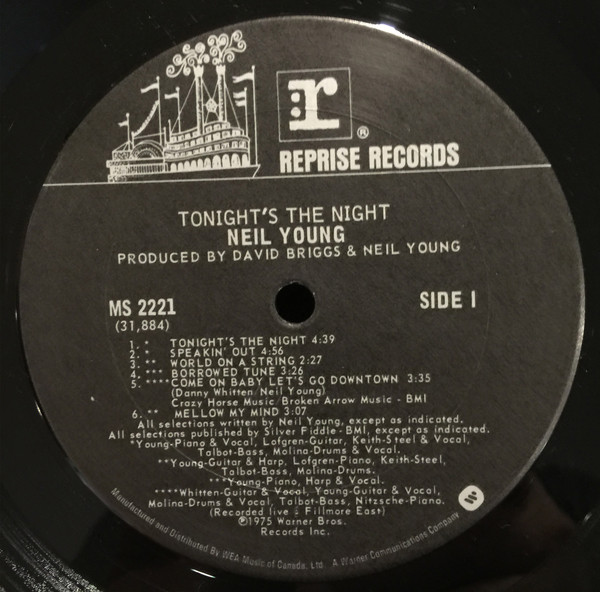 r
®
REPRISE RECORDS
TONIGHT'S THE NIGHT
NEIL YOUNG
PRODUCED BY DAVID BRIGGS & NEIL YOUNG
MS 2221
(31,884)
SIDE 1
1. * TONIGHT'S THE NIGHT 4:39
2. * SPEAKIN' OUT 4:56
3. ** WORLD ON A STRING 2:27
4. *** BORROWED TUNE 3:26
5. **** COME ON BABY LET'S GO DOWNTOWN 3:35
(Danny Whitten/Neil Young)
Crazy Horse Music/Broken Arrow Music - BMI
6. ** MELLOW MY MIND 3:07
All selections written by Neil Young, except as indicated.
All selections published by Silver Fiddle-BMI, except as indicated.
*Young-Piano & Vocal, Lofgren-Guitar, Keith-Steel & Vocal,
Talbot-Bass, Molina-Drums & Vocal.
**Young-Guitar & Harp, Lofgren-Piano, Keith-Steel,
Talbot-Bass, Molina-Drums.
***Young-Piano, Harp & Vocal.
****Whitten-Guitar & Vocal, Young-Guitar & Vocal,
Molina-Drums & Vocal, Talbot-Bass, Nitzsche-Piano.
(Recorded live: Fillmore East)
℗1975 Warner Bros.
Records Inc.
Manufactured and Distributed By WEA Music of Canada, Ltd. A Warner Communications Company